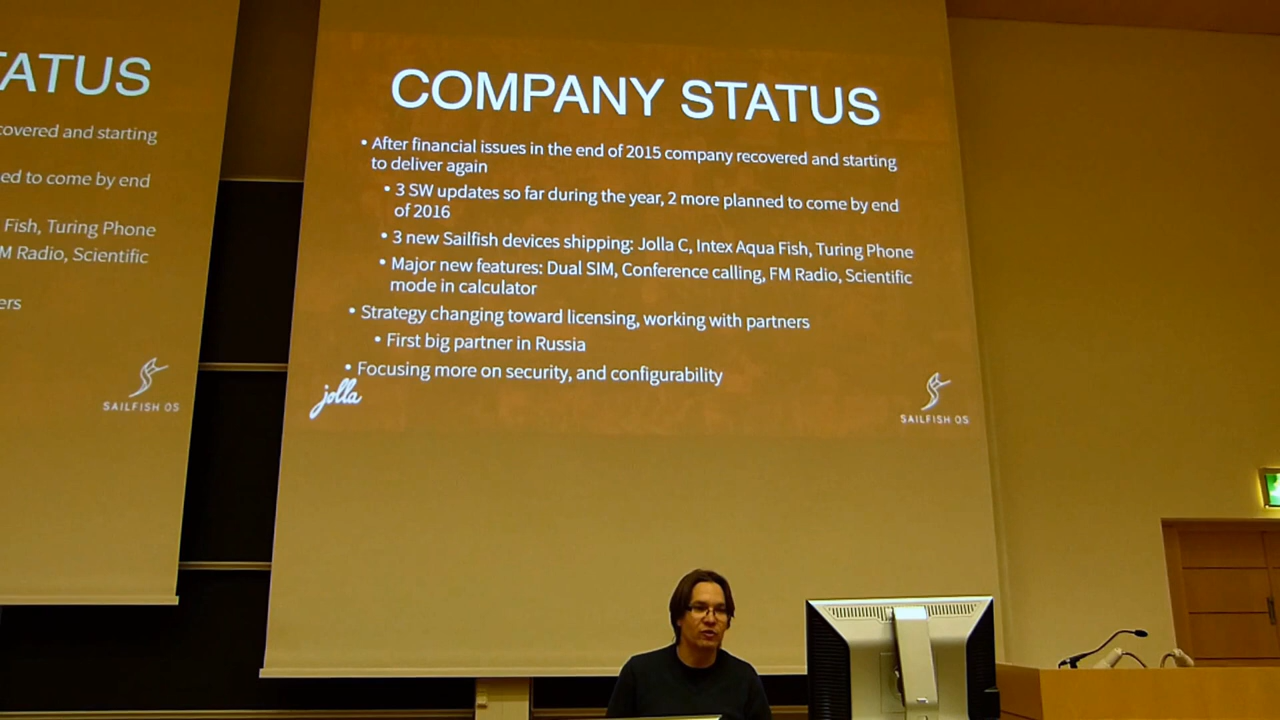 TATUS
covered and starting
ed to come by end
Fish, Turing Phone
M Radio, Scientific
ers
SAILFISH OS
COMPANY STATUS
• After financial issues in the end of 2015 company recovered and starting
to deliver again
• 3 SW updates so far during the year, 2 more planned to come by end
of 2016
• 3 new Sailfish devices shipping: Jolla C, Intex Aqua Fish, Turing Phone
• Major new features: Dual SIM, Conference calling, FM Radio, Scientific
mode in calculator
• Strategy changing toward licensing, working with partners
• First big partner in Russia
• Focusing more on security, and configurability
jolla
SAILFISH OS